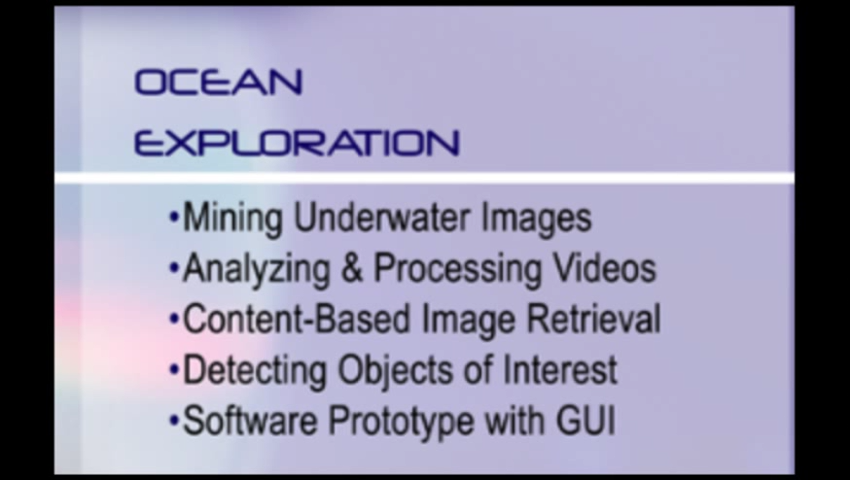 OCEAN
EXPLORATION
•Mining Underwater Images
•Analyzing & Processing Videos
•Content-Based Image Retrieval
•Detecting Objects of Interest
•Software Prototype with GUI